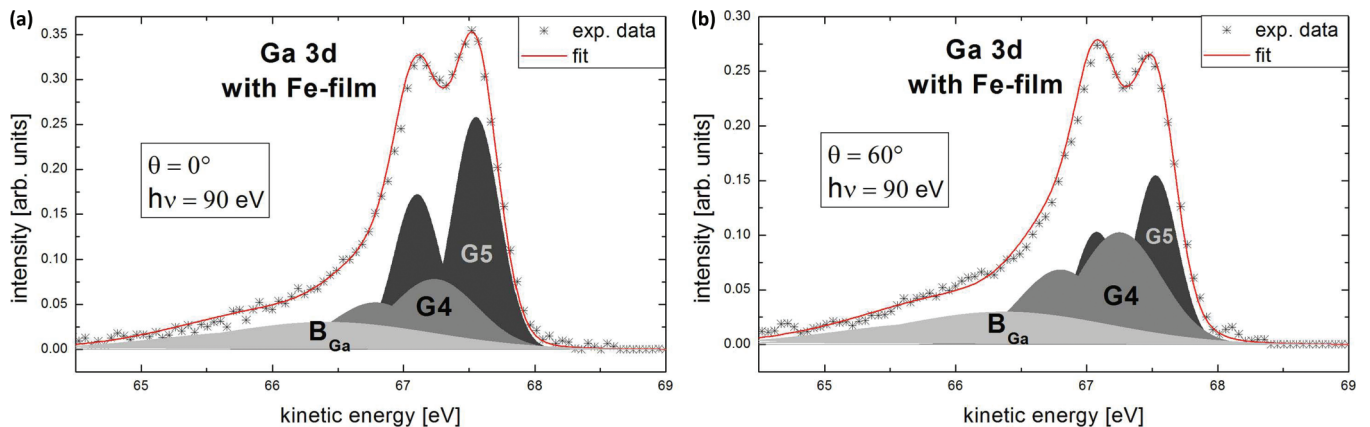 (a)
0.35
0.30
0.25
0.20
0.15
0.10
0.05
0.00
intensity [arb. units]
Ga 3d
with Fe-film
exp. data
fit
θ = 0°
hν = 90 eV
G5
G4
B_Ga
65
66
67
68
69
kinetic energy [eV]
(b)
0.30
0.25
0.20
0.15
0.10
0.05
0.00
intensity [arb. units]
Ga 3d
with Fe-film
exp. data
fit
θ = 60°
hν = 90 eV
G5
G4
B_Ga
65
66
67
68
69
kinetic energy [eV]